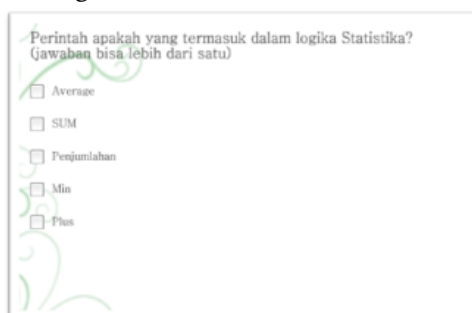 Perintah apakah yang termasuk dalam logika Statistika?
(jawaban bisa lebih dari satu)
Average
SUM
Penjumlahan
Min
Plus